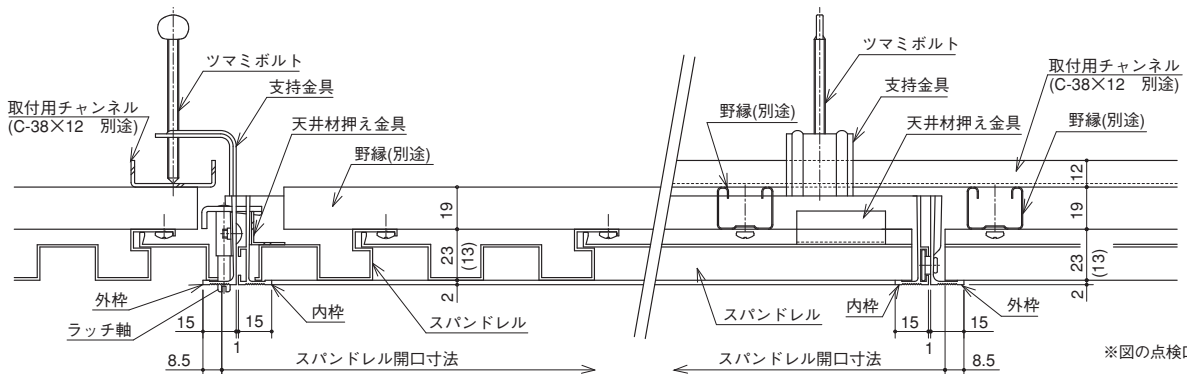 ツマミボルト
支持金具
取付用チャンネル
(C-38×12 別途)
天井材押え金具
野縁(別途)
19
23
(13)
2
外枠
ラッチ軸
内枠
スパンドレル
15
15
1
8.5
スパンドレル開口寸法
ツマミボルト
支持金具
野縁(別途)
天井材押え金具
取付用チャンネル
(C-38×12 別途)
野縁(別途)
12
19
23
(13)
2
スパンドレル
内枠
外枠
15
15
1
スパンドレル開口寸法
8.5
※図の点検口